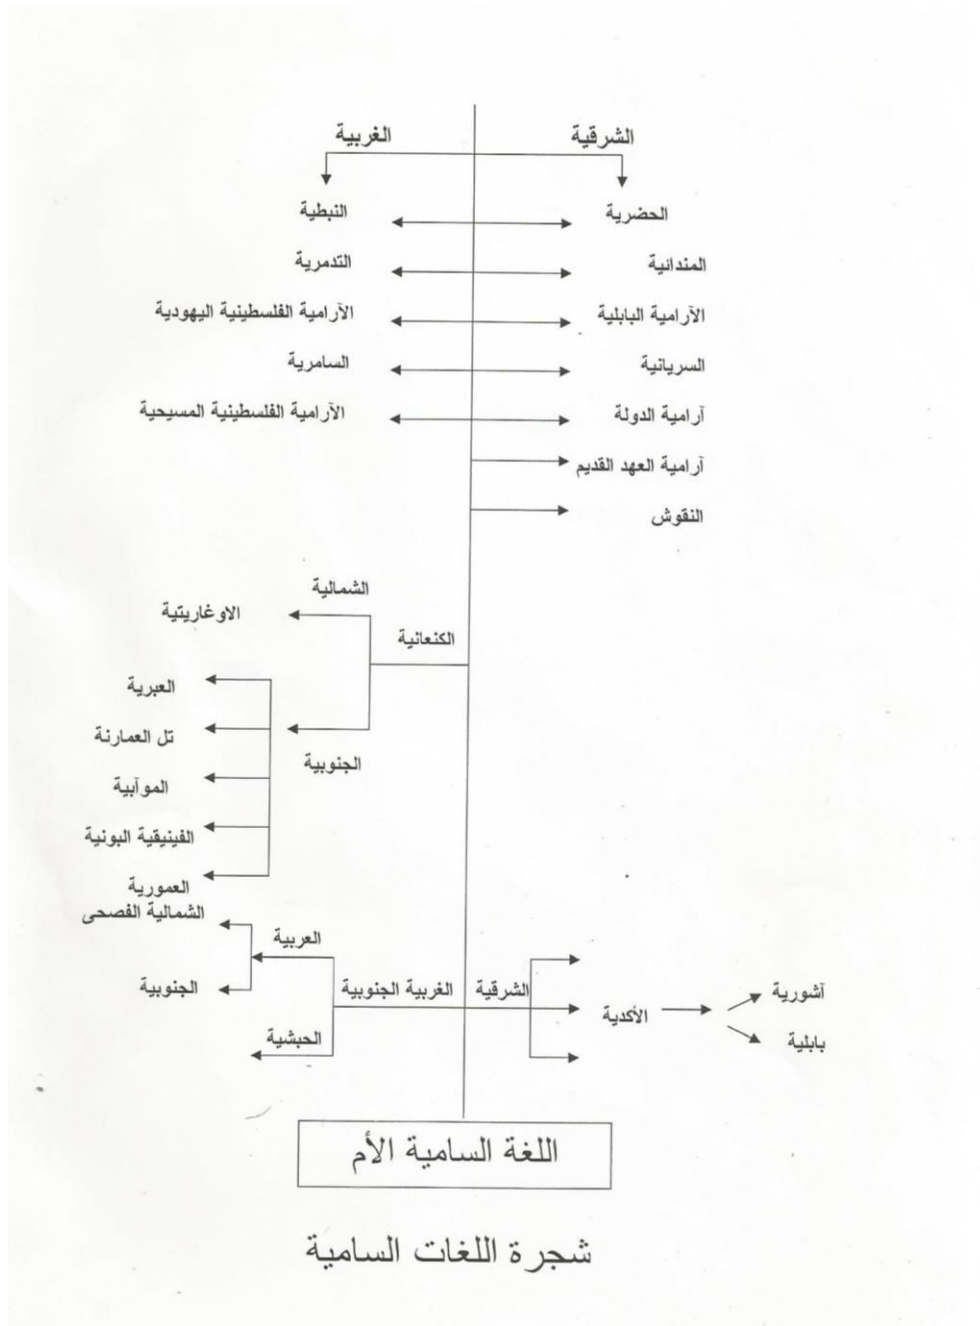 الشرقية الغربية
الحضرية النبطية
المندائية التدمرية
الآرامية البابلية الآرامية الفلسطينية اليهودية
السريانية السامرية
آرامية الدولة الآرامية الفلسطينية المسيحية
آرامية العهد القديم
النقوش
الشمالية
الاوغاريتية
الكنعانية
العبرية
تل العمارنة
الجنوبية
الموآبية
الفينيقية البونية
العمورية
الشمالية الفصحى
العربية
الشرقية الغربية الجنوبية الجنوبية
آشورية
الأكدية
الحبشية
بابلية
اللغة السامية الأم
شجرة اللغات السامية